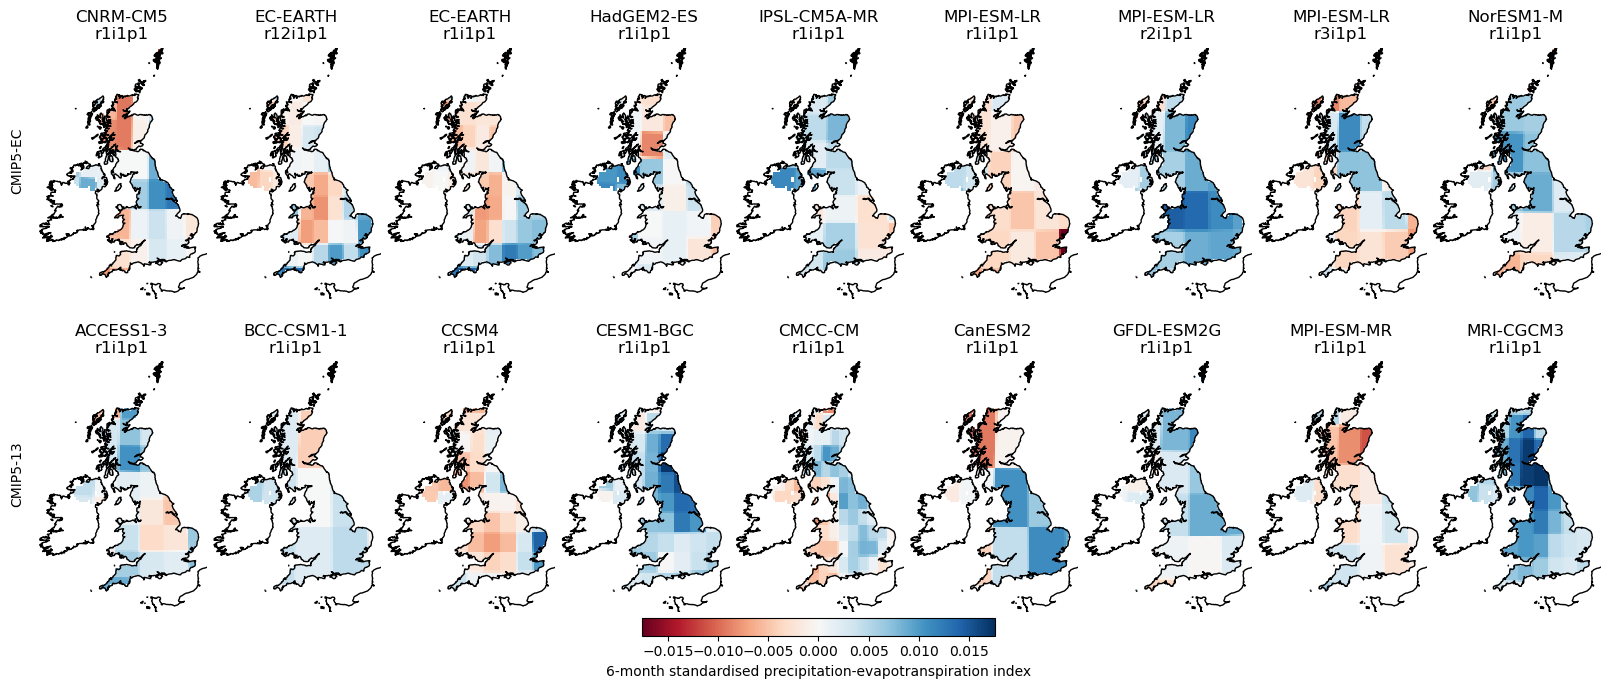 CNRM-CM5
r1i1p1
EC-EARTH
r12i1p1
EC-EARTH
r1i1p1
HadGEM2-ES
r1i1p1
IPSL-CM5A-MR
r1i1p1
MPI-ESM-LR
r1i1p1
MPI-ESM-LR
r2i1p1
MPI-ESM-LR
r3i1p1
NorESM1-M
r1i1p1
CMIP5-EC
ACCESS1-3
r1i1p1
BCC-CSM1-1
r1i1p1
CCSM4
r1i1p1
CESM1-BGC
r1i1p1
CMCC-CM
r1i1p1
CanESM2
r1i1p1
GFDL-ESM2G
r1i1p1
MPI-ESM-MR
r1i1p1
MRI-CGCM3
r1i1p1
CMIP5-13
−0.015 −0.010 −0.005 0.000 0.005 0.010 0.015
6-month standardised precipitation-evapotranspiration index